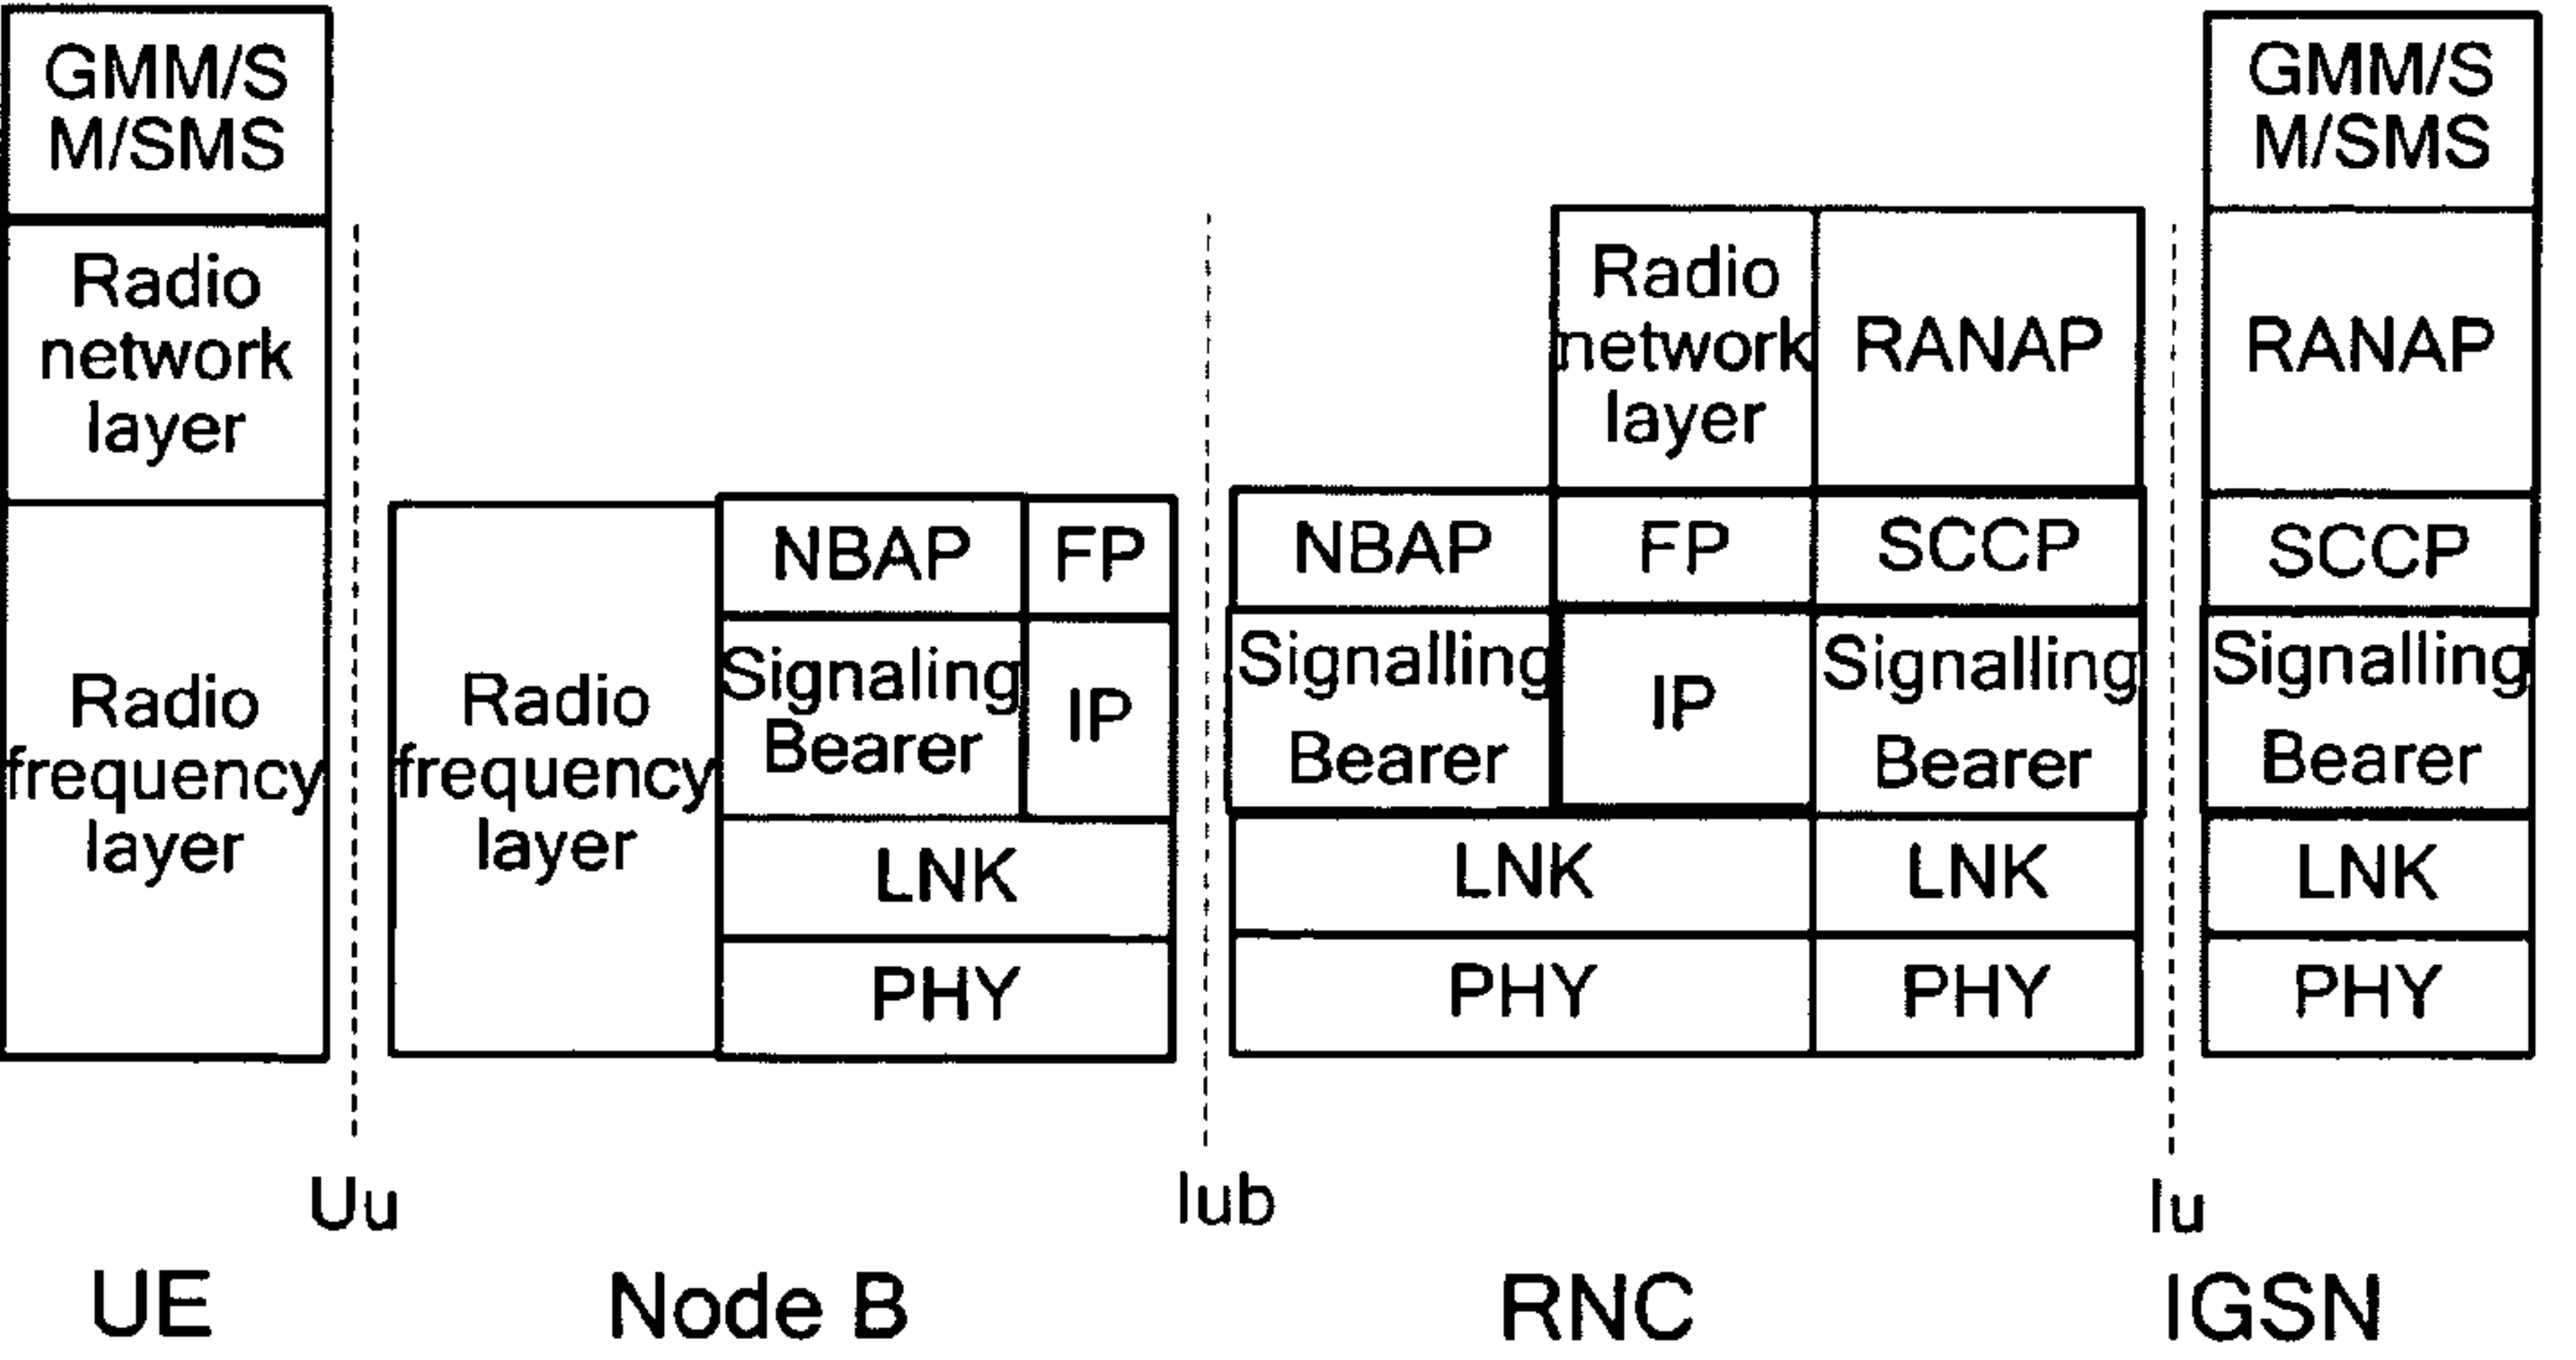 GMM/S
M/SMS
Radio
network
layer
Radio
frequency
layer
Radio
frequency
layer
NBAP
FP
Signaling
Bearer
IP
LNK
PHY
Radio
network
layer
RANAP
NBAP
FP
SCCP
Signalling
Bearer
IP
Signalling
Bearer
LNK
LNK
PHY
PHY
GMM/S
M/SMS
RANAP
SCCP
Signalling
Bearer
LNK
PHY
Uu
Iub
Iu
UE
Node B
RNC
IGSN